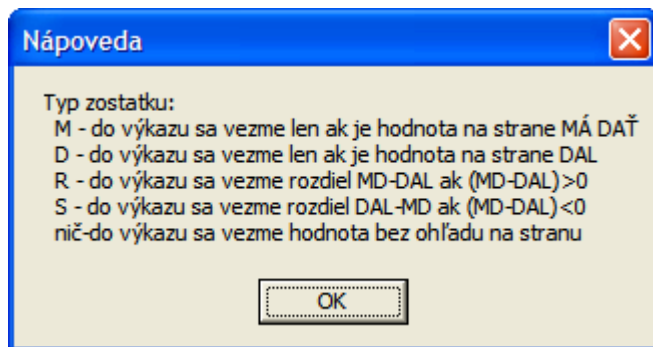 Nápoveda
Typ zostatku:
M - do výkazu sa vezme len ak je hodnota na strane MÁ DAŤ
D - do výkazu sa vezme len ak je hodnota na strane DAL
R - do výkazu sa vezme rozdiel MD-DAL ak (MD-DAL)>0
S - do výkazu sa vezme rozdiel DAL-MD ak (MD-DAL)<0
nič-do výkazu sa vezme hodnota bez ohľadu na stranu
OK